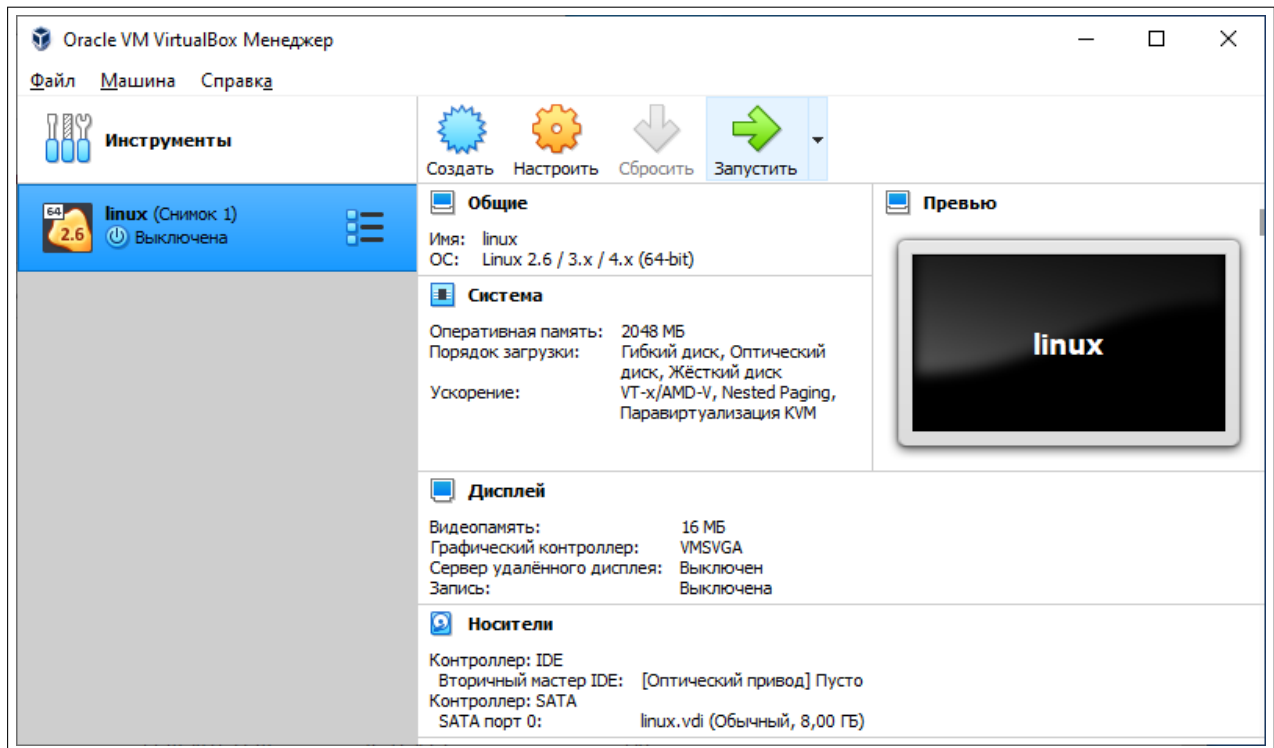 Oracle VM VirtualBox Менеджер
Файл Машина Справка
Инструменты
Создать Настроить Сбросить Запустить
64
2.6
linux (Снимок 1)
Выключена
Общие
Имя: linux
ОС: Linux 2.6 / 3.x / 4.x (64-bit)
Превью
linux
Система
Оперативная память: 2048 МБ
Порядок загрузки: Гибкий диск, Оптический
диск, Жёсткий диск
Ускорение: VT-x/AMD-V, Nested Paging,
Паравиртуализация KVM
Дисплей
Видеопамять: 16 МБ
Графический контроллер: VMSVGA
Сервер удалённого дисплея: Выключен
Запись: Выключена
Носители
Контроллер: IDE
Вторичный мастер IDE: [Оптический привод] Пусто
Контроллер: SATA
SATA порт 0: linux.vdi (Обычный, 8,00 ГБ)